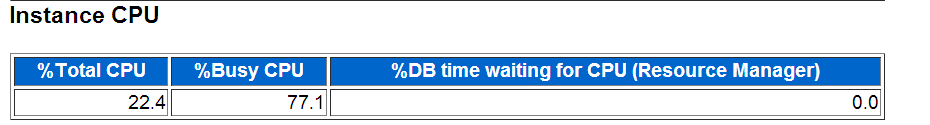 Instance CPU
%Total CPU %Busy CPU %DB time waiting for CPU (Resource Manager)
22.4 77.1 0.0